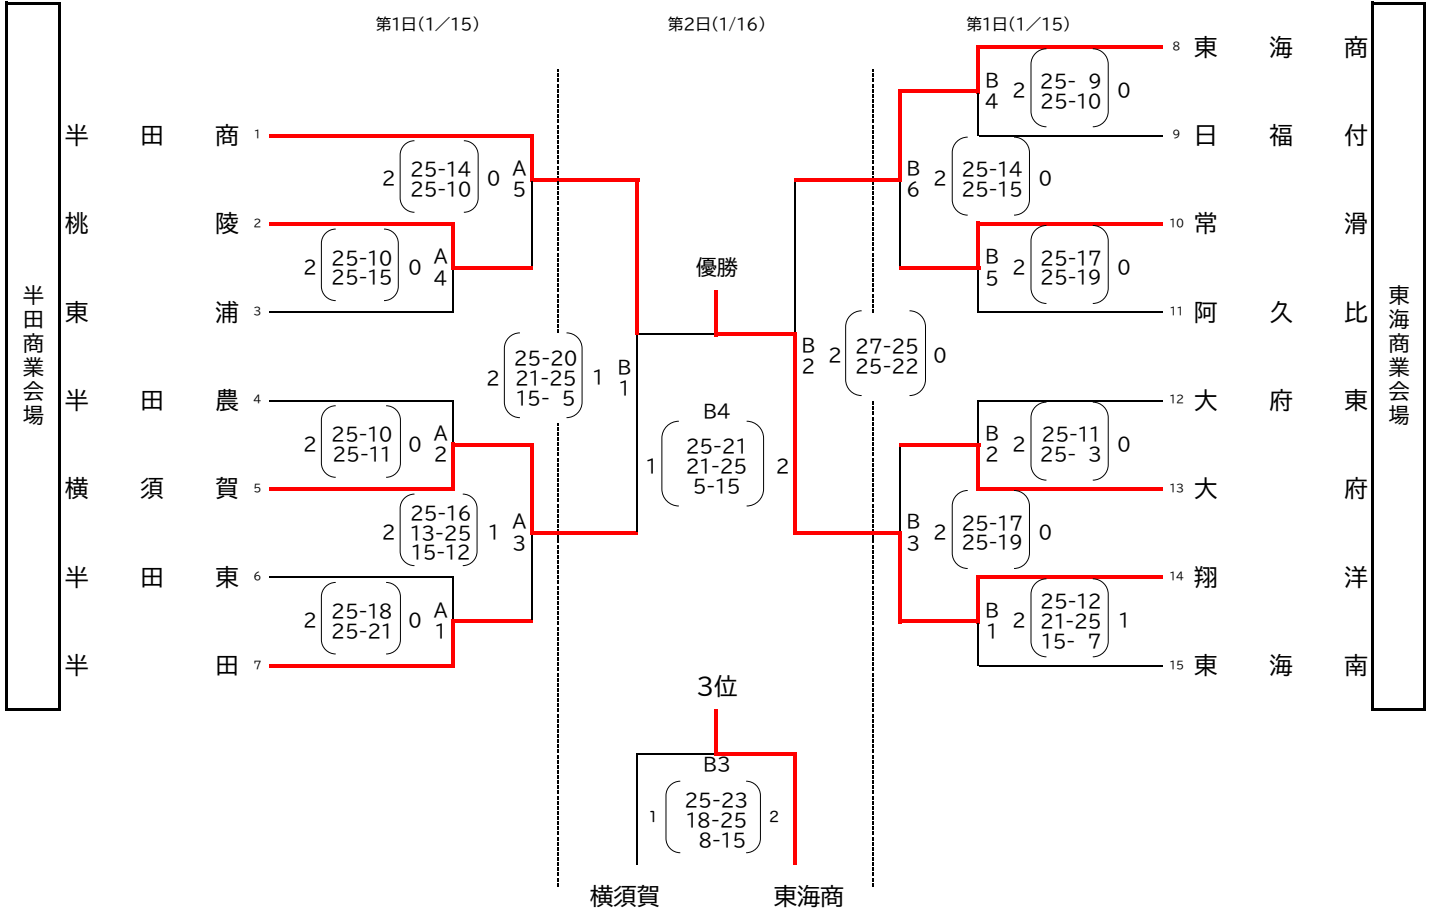 第1日(1／15)
第2日(1/16)
第1日(1／15)
半田商業会場
半田商 1
2 25-14 0 A
25-10 5
桃陵 2
2 25-10 0 A
25-15 4
東浦 3
2 25-20 1 B
21-25 1
15- 5
半田農 4
2 25-10 0 A
25-11 2
横須賀 5
2 25-16 1 A
13-25 3
15-12
半田東 6
2 25-18 0 A
25-21 1
半田 7
優勝
B4
1 25-21 2
21-25
5-15
3位
B3
1 25-23 2
18-25
8-15
横須賀
東海商
8 東海商
B 2 25- 9 0
4 25-10
9 日福付
B 2 25-14 0
6 25-15
10 常滑
B 2 25-17 0
5 25-19
11 阿久比
B 2 27-25 0
2 25-22
12 大府東
B 2 25-11 0
2 25- 3
13 大府
B 2 25-17 0
3 25-19
14 翔洋
B 2 25-12 1
1 21-25
15- 7
15 東海南
東海商業会場